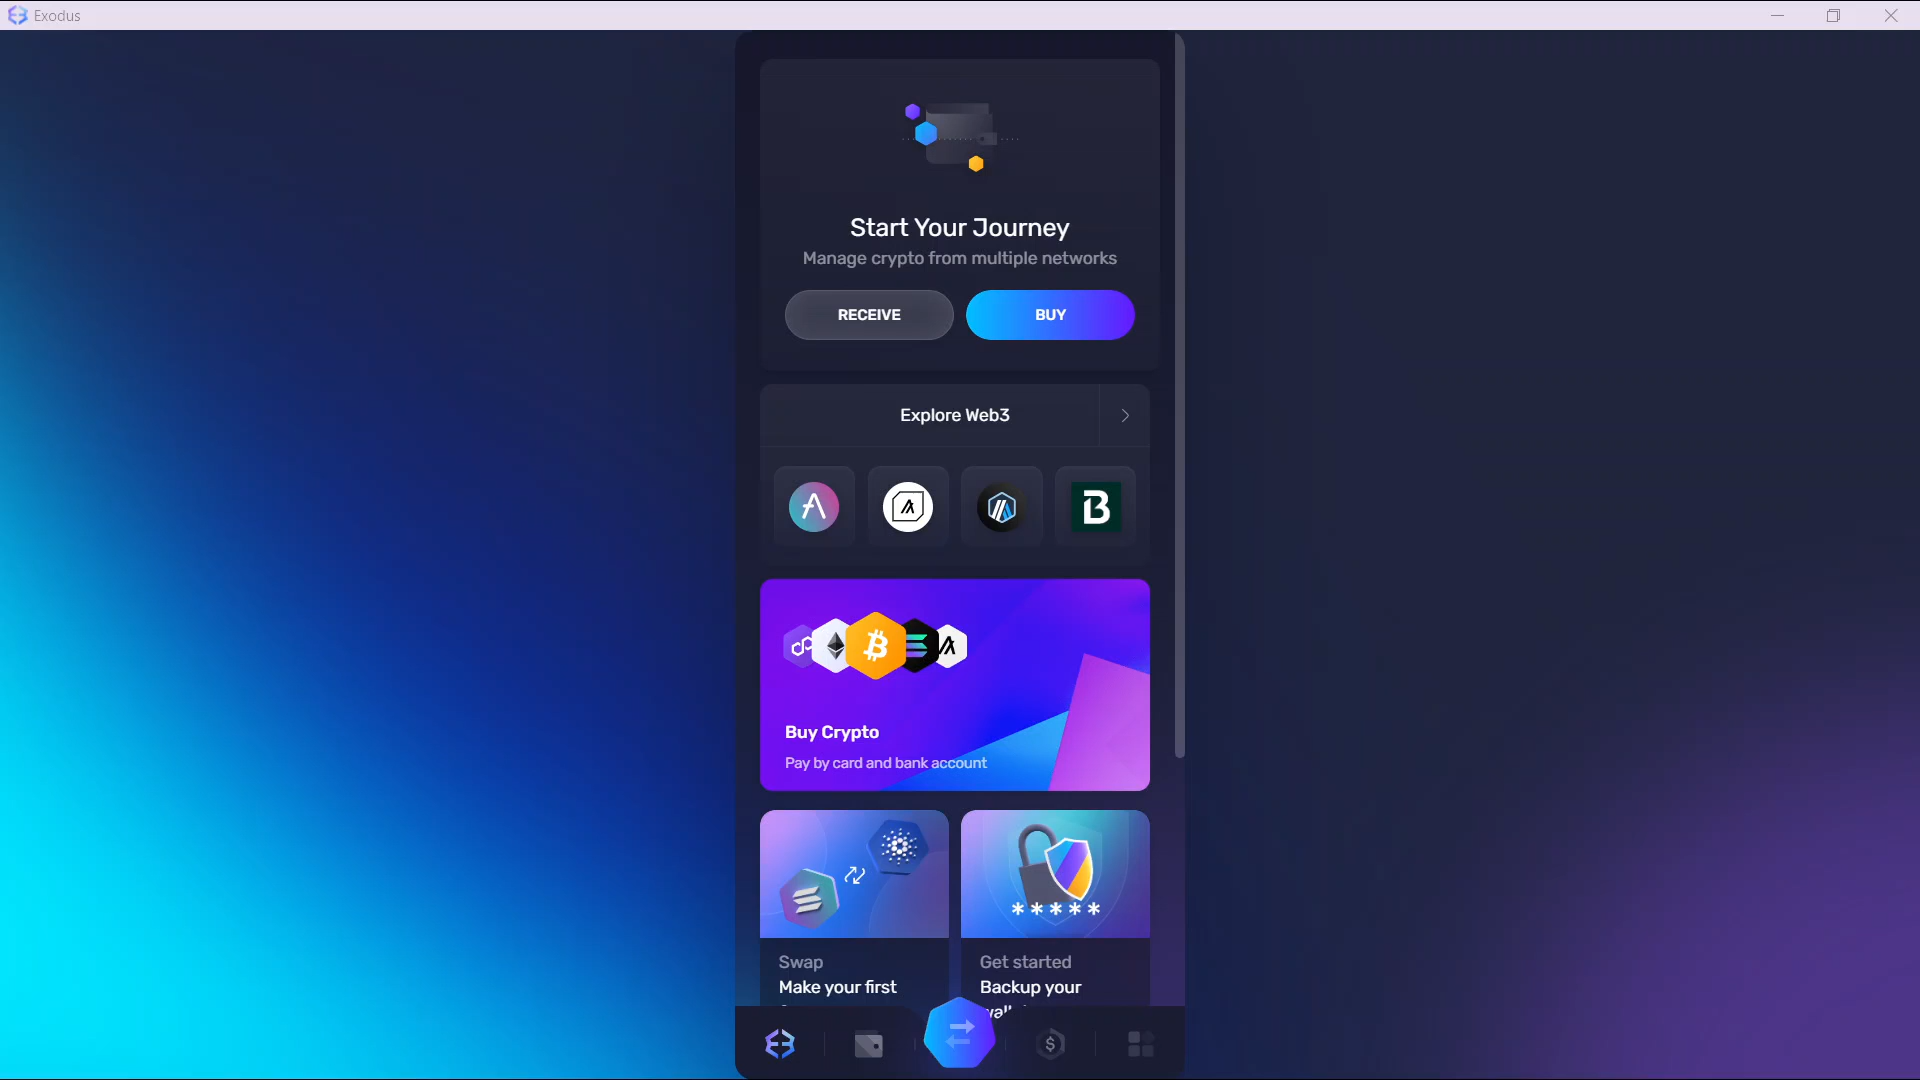 Exodus
Start Your Journey
Manage crypto from multiple networks
RECEIVE
BUY
Explore Web3
Buy Crypto
Pay by card and bank account
Swap
Make your first
Get started
Backup your